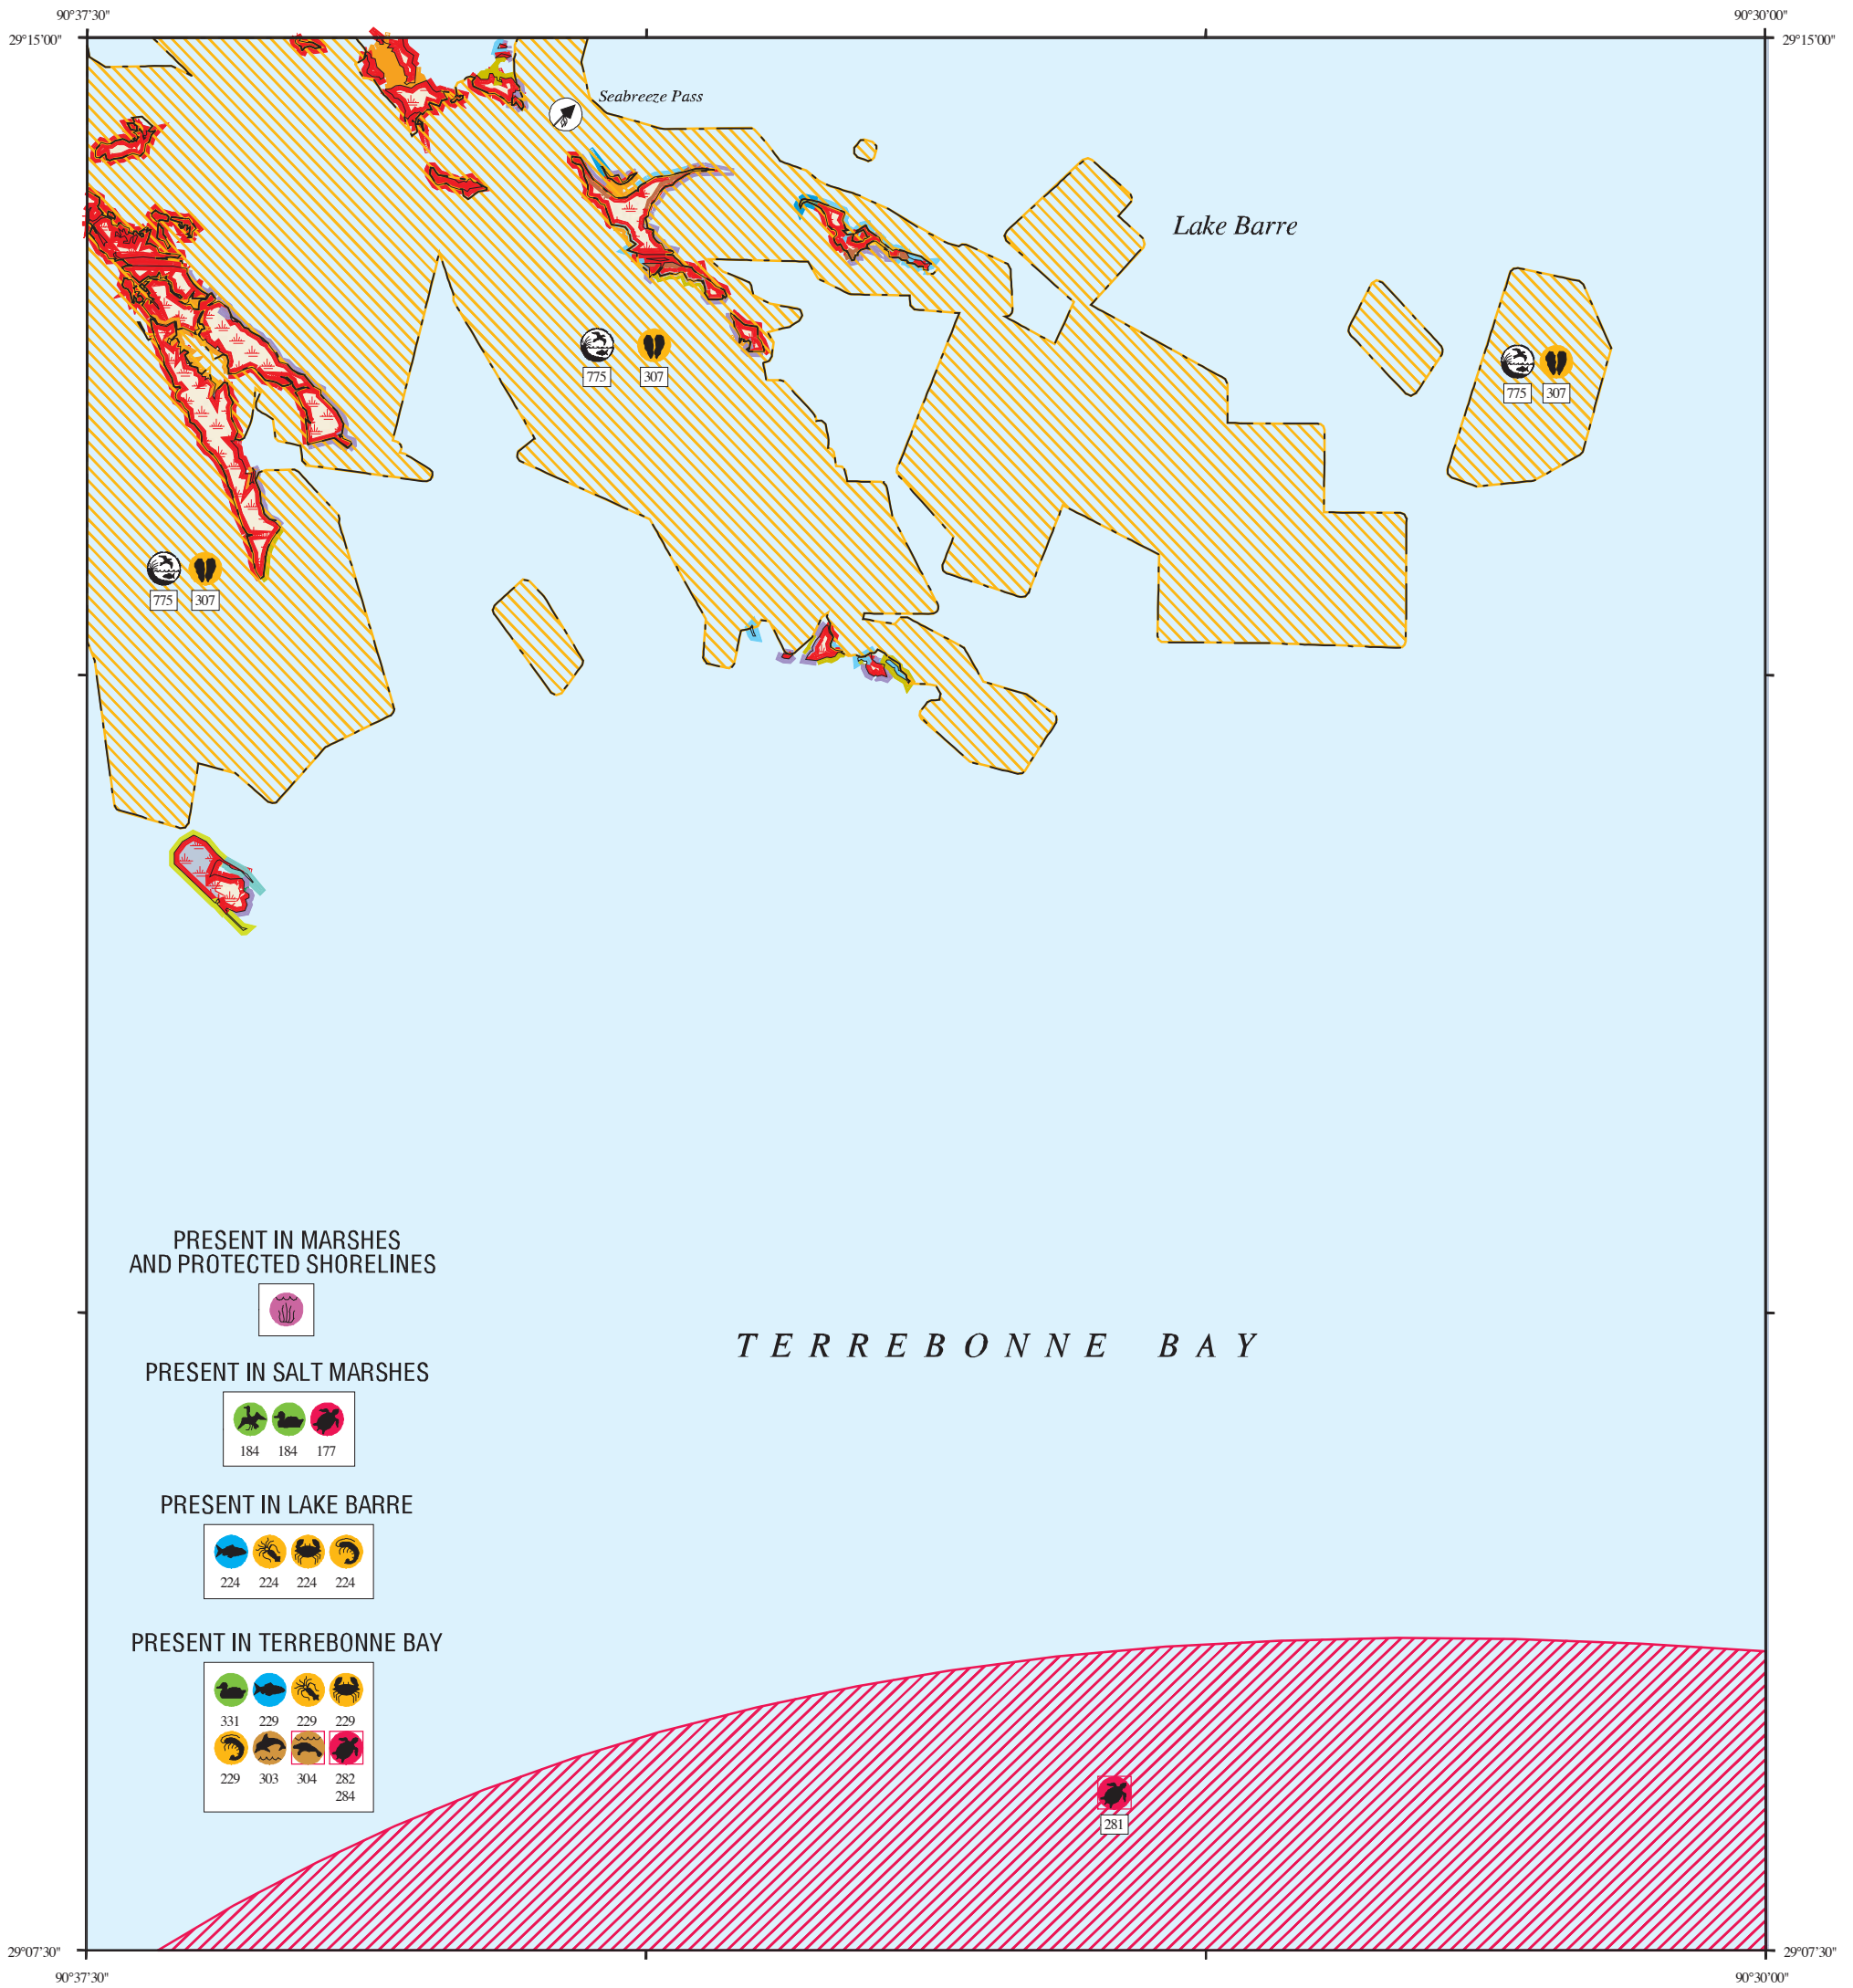 90°37'30"
90°30'00"
29°15'00"
29°15'00"
Seabreeze Pass
Lake Barre
775
307
775
307
775
307
PRESENT IN MARSHES
AND PROTECTED SHORELINES
TERREBONNE BAY
PRESENT IN SALT MARSHES
184 184 177
PRESENT IN LAKE BARRE
224 224 224 224
PRESENT IN TERREBONNE BAY
331 229 229 229
229 303 304 282
284
281
29°07'30"
29°07'30"
90°37'30"
90°30'00"